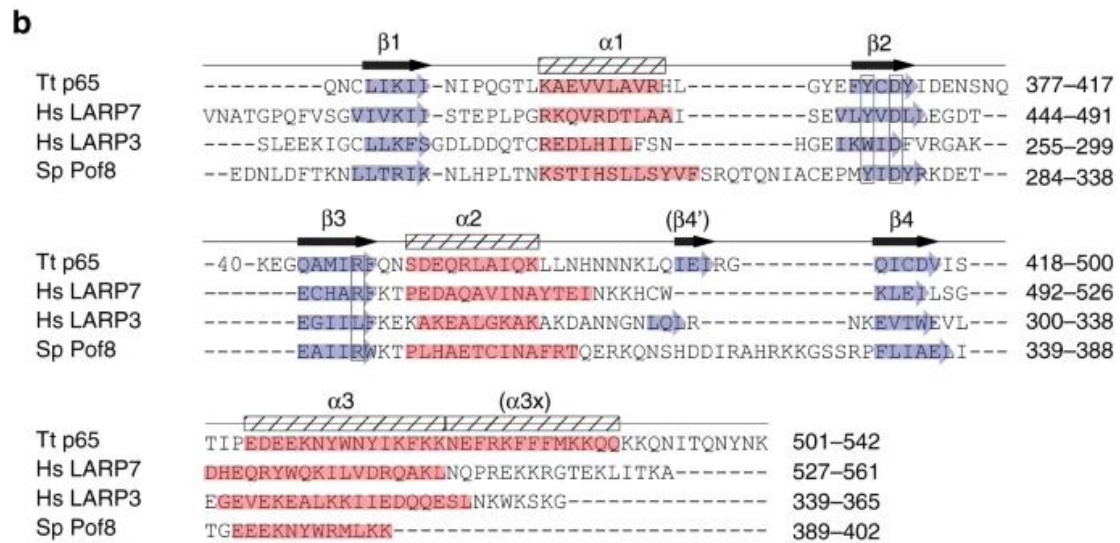 b
β1 α1 β2
Tt p65 ---------QNCLIKII-NIPQGTLKAEVVLAVRHL---------GYEFYCDYIDENSNQ 377–417
Hs LARP7 VNATGPQFVSGVIVKII-STEPLPGRKQVRDTLAAI---------SEVLYVDLLEGDT-- 444–491
Hs LARP3 ----SLEEKIGCLLKFSGDLDDQTCREDLHILFSN---------HGEIKWIDFVRGAK-- 255–299
Sp Pof8 --EDNLDFTKNLLTRIK-NLHPLTNKSTIHSLLSYVFSRQTQNIACEPMYIDYRKDET-- 284–338
β3 α2 (β4') β4
Tt p65 -40-KEGQAMIRFQNSDEQRLAIQKLLNHNNNKLQIEIRG----------QICDVIS--- 418–500
Hs LARP7 -------ECHARFKTPEDAQAVINAYTEINKKHCW---------------KLEILSG--- 492–526
Hs LARP3 -------EGIILFKEKAKEALGKAKAKDANNGNLQLR-----------NKEVTWEVL--- 300–338
Sp Pof8 -------EAIIRWKTPLHAETCINAFRTQERKQNSHDDIRAHRKKGSSRPFLIAELI--- 339–388
α3 (α3x)
Tt p65 TIPEDEEKNYWNYIKFKKNEFRKFFFMKKQQKKQNITQNYNK 501–542
Hs LARP7 DHEQRYWQKILVDRQAKLNQPREKKRGTEKLITKA------- 527–561
Hs LARP3 EGEVEKEALKKIIEDQQESLNKWKSKG--------------- 339–365
Sp Pof8 TGEEEKNYWRMLKK---------------------------- 389–402